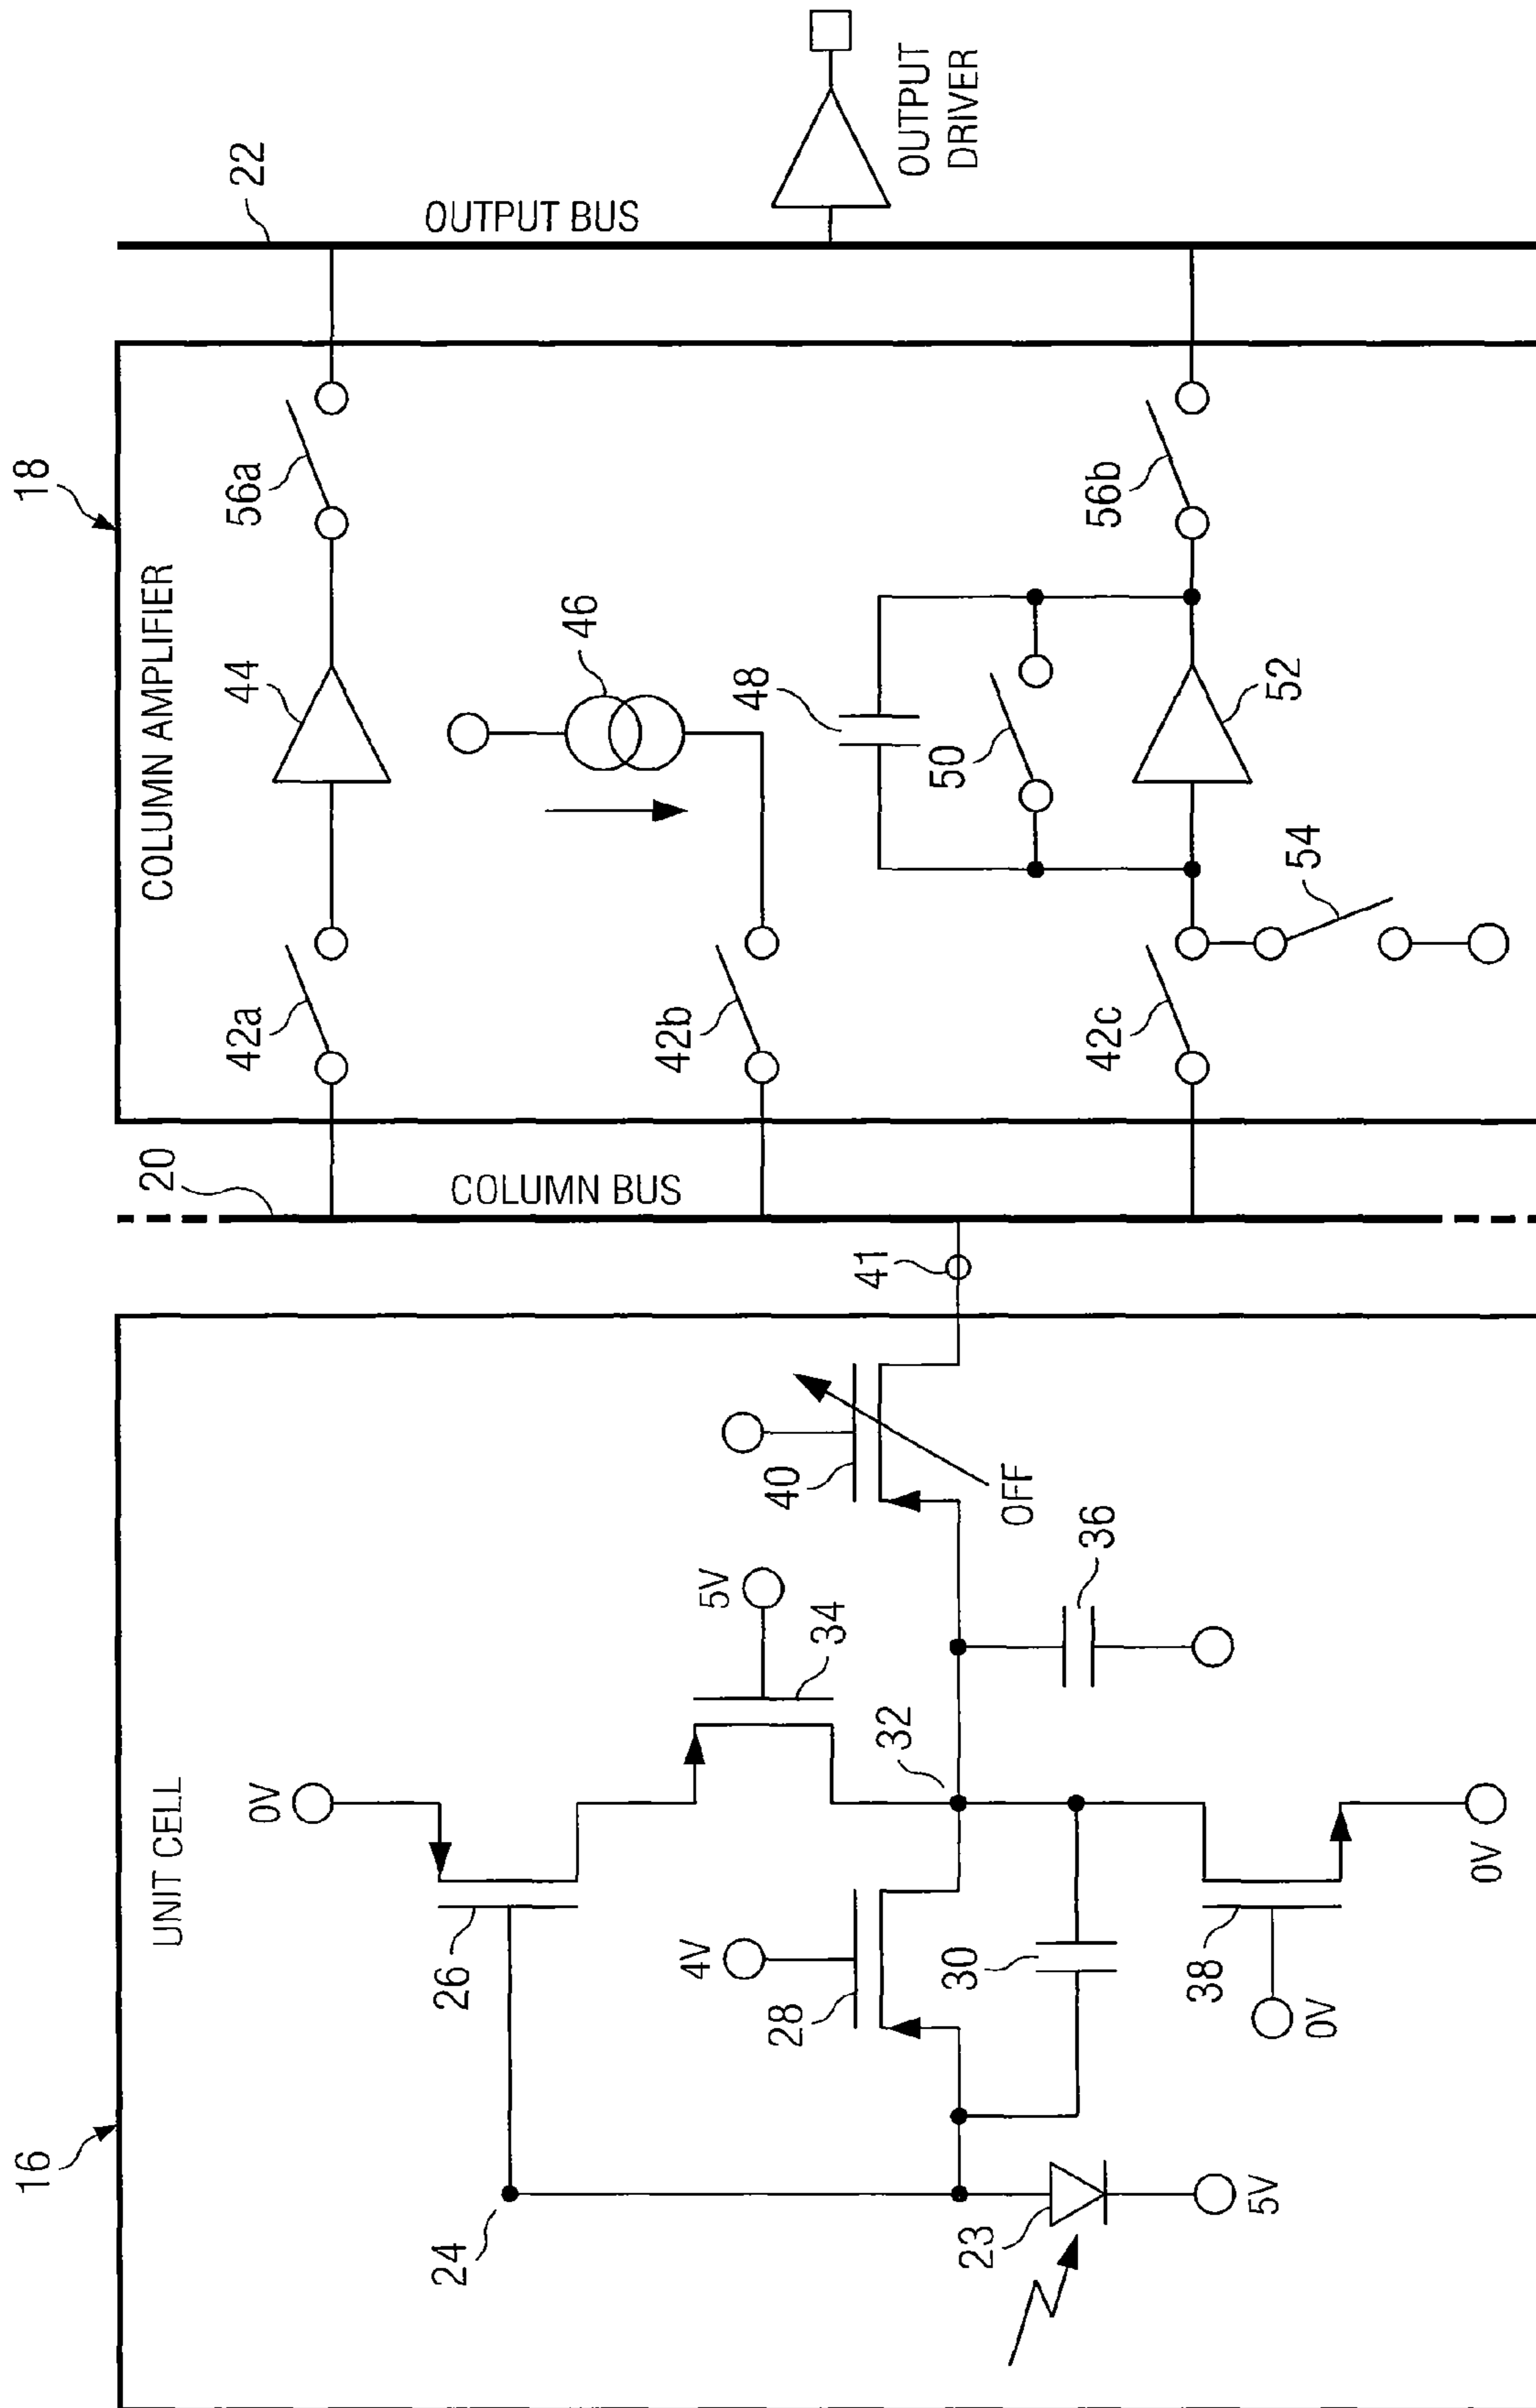 16
UNIT CELL
0V
26
24
4V
28
5V
34
32
30
23
5V
38
0V
0V
36
40
OFF
41
20
COLUMN BUS
18
COLUMN AMPLIFIER
42a
44
56a
46
42b
48
50
52
42c
54
56b
22
OUTPUT BUS
OUTPUT
DRIVER